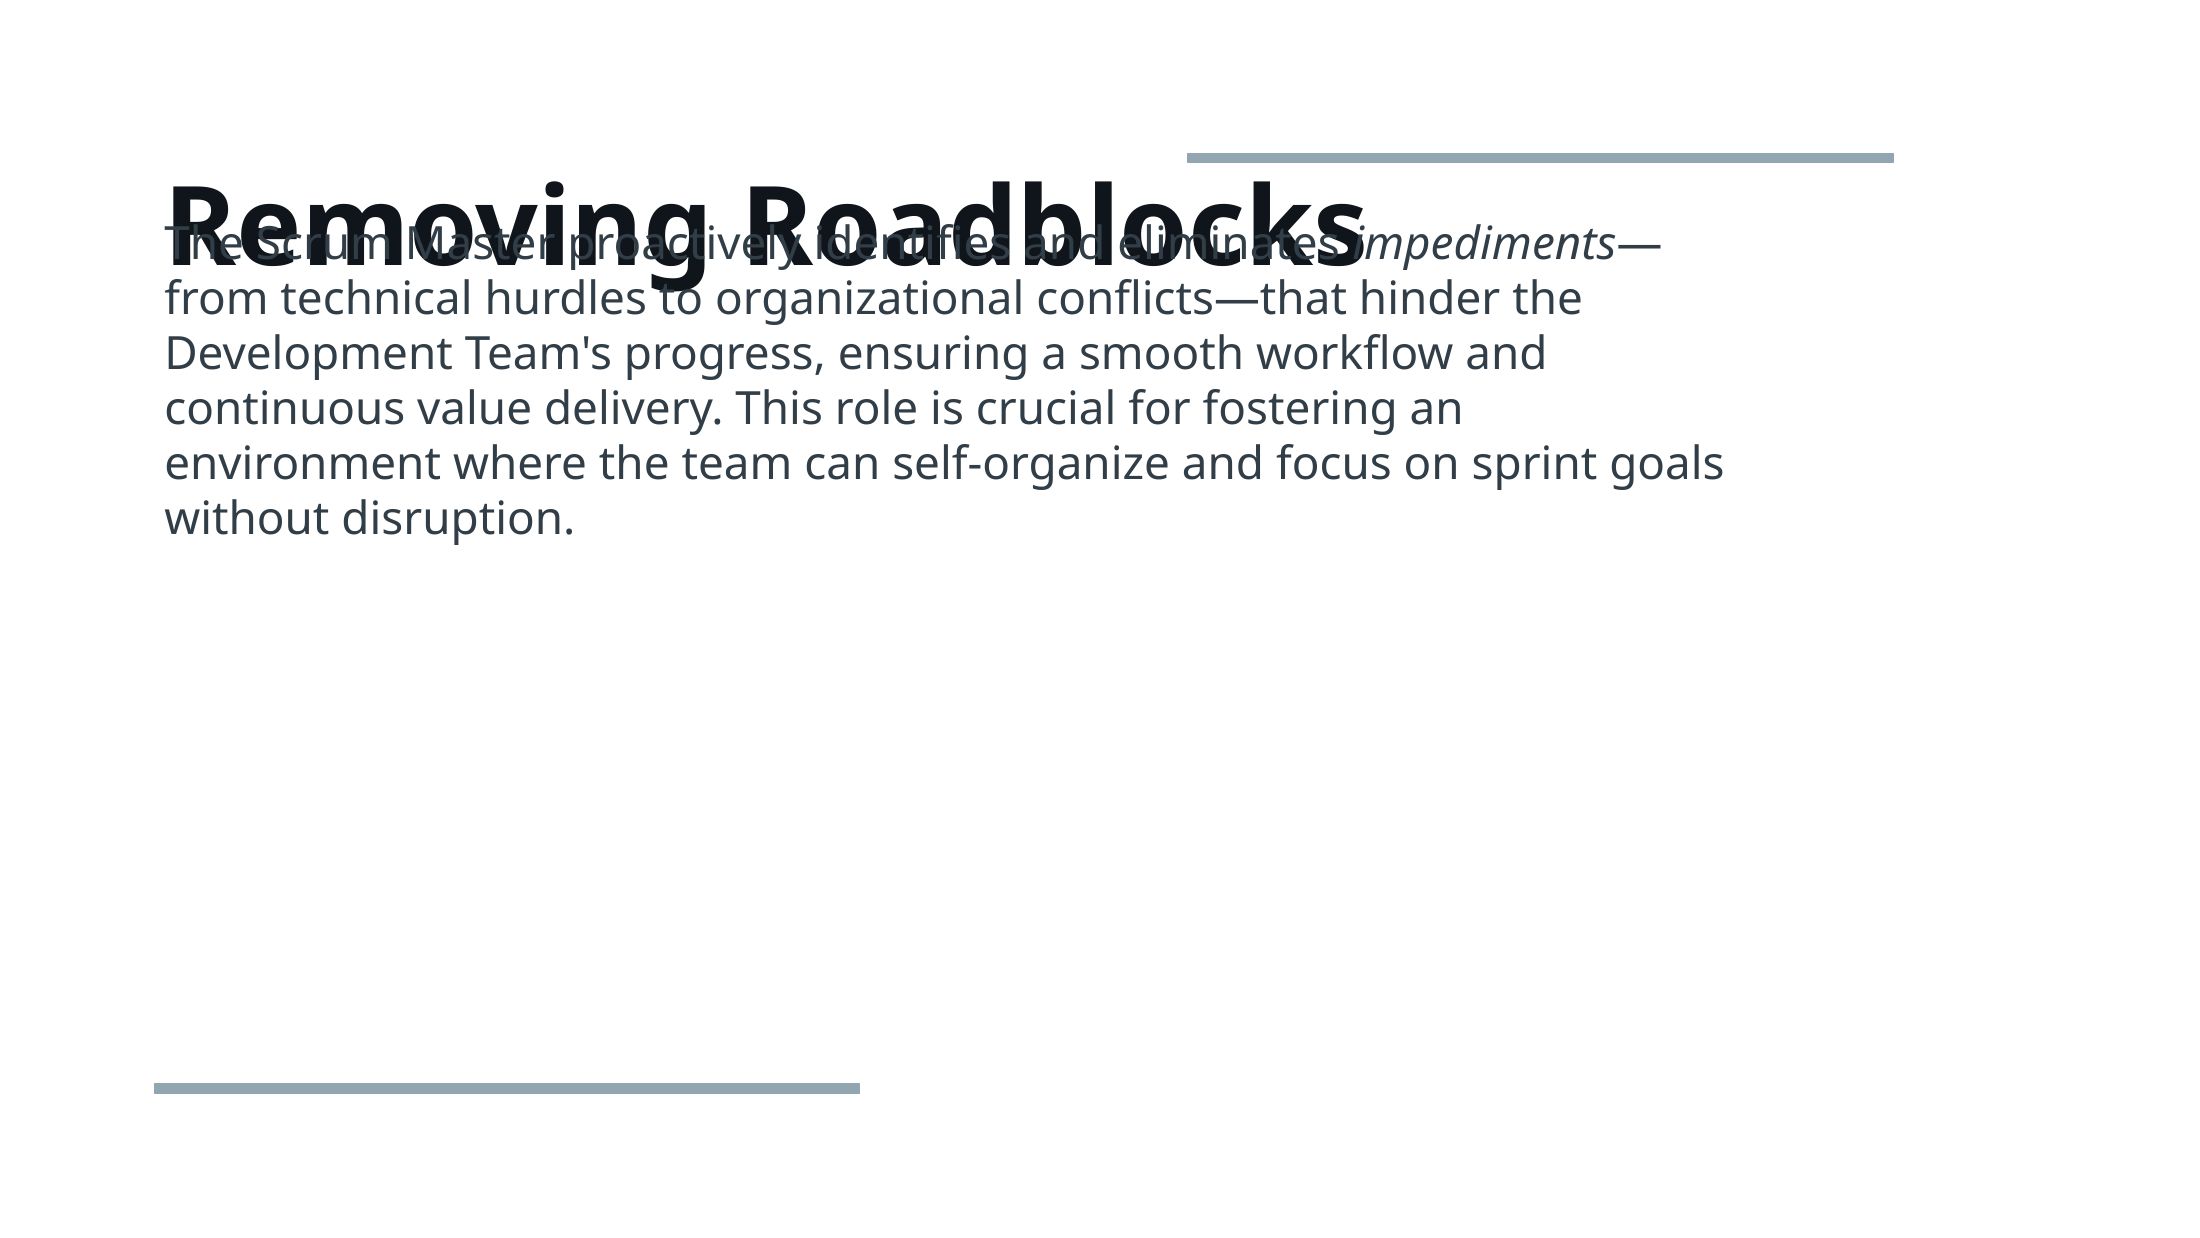 Removing Roadblocks
The Scrum Master proactively identifies and eliminates impediments—
from technical hurdles to organizational conflicts—that hinder the
Development Team's progress, ensuring a smooth workflow and
continuous value delivery. This role is crucial for fostering an
environment where the team can self-organize and focus on sprint goals
without disruption.